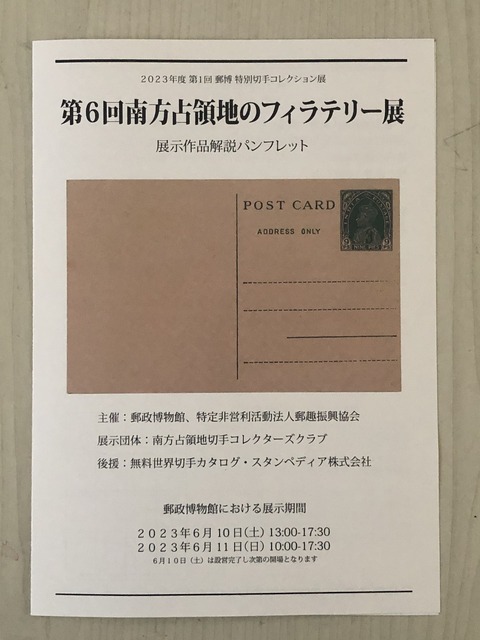 2023年度 第1回 郵博 特別切手コレクション展
第6回南方占領地のフィラテリー展
展示作品解説パンフレット
POST CARD
ADDRESS ONLY
主催：郵政博物館、特定非営利活動法人郵趣振興協会
展示団体：南方占領地切手コレクターズクラブ
後援：無料世界切手カタログ・スタンペディア株式会社
郵政博物館における展示期間
2023年6月10日(土) 13:00-17:30
2023年6月11日(日) 10:00-17:30
6月10日（土）は設営完了し次第の開場となります